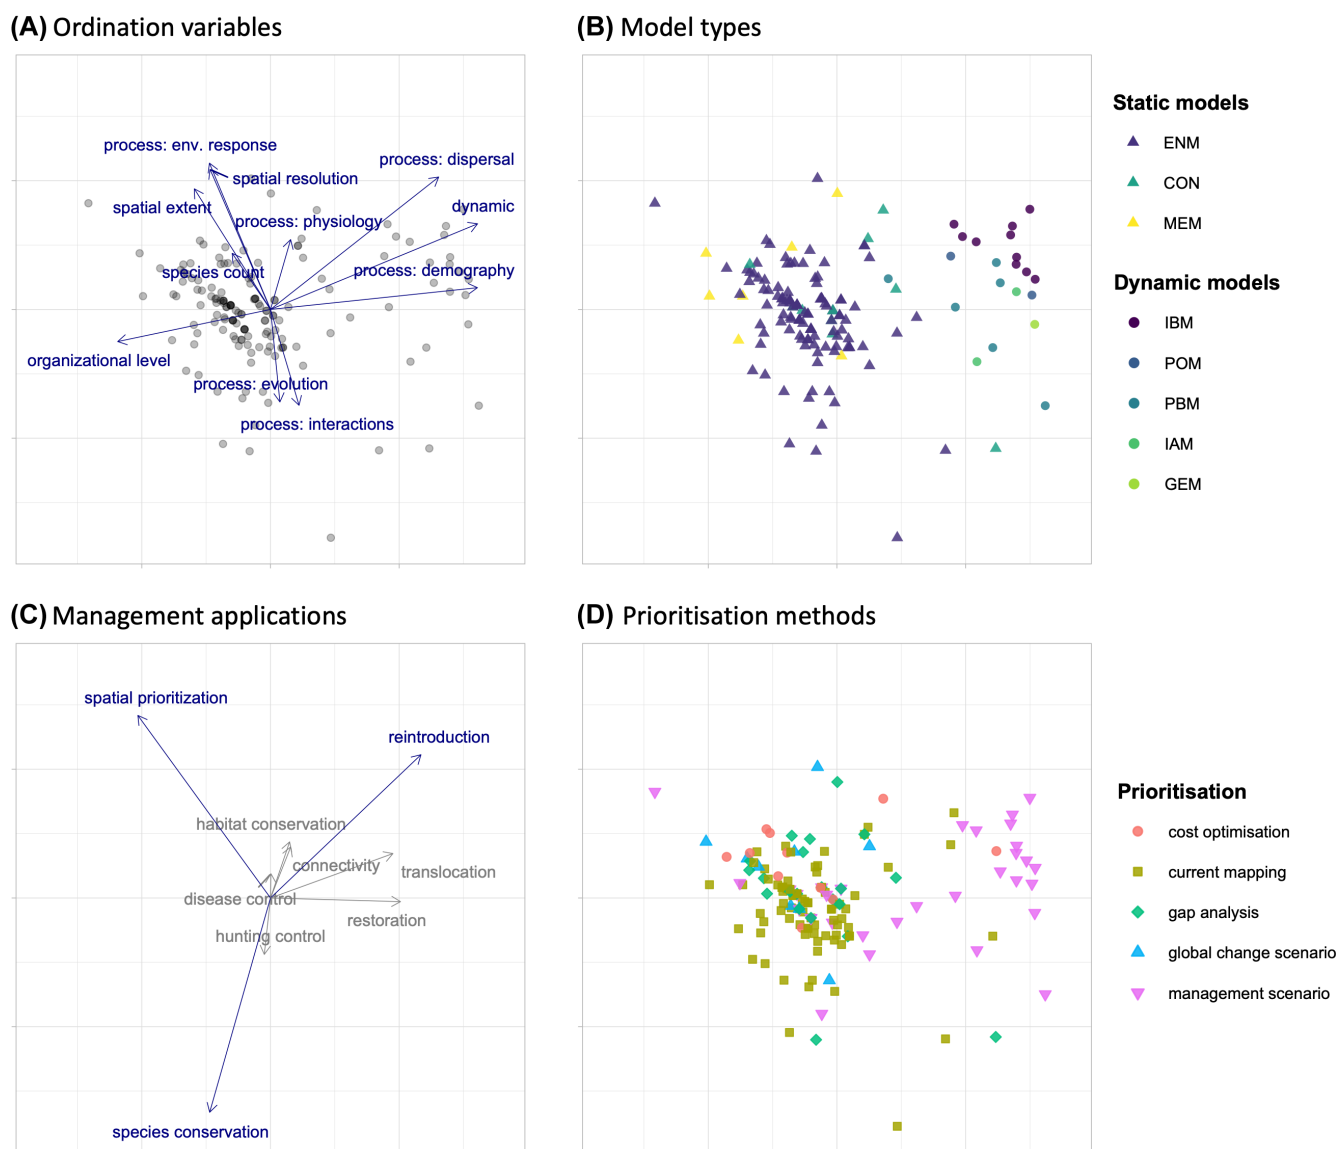 (A) Ordination variables
process: env. response
process: dispersal
spatial resolution
spatial extent
dynamic
process: physiology
species count
process: demography
organizational level
process: evolution
process: interactions
(B) Model types
Static models
ENM
CON
MEM
Dynamic models
IBM
POM
PBM
IAM
GEM
(C) Management applications
spatial prioritization
reintroduction
habitat conservation
connectivity
translocation
disease control
restoration
hunting control
species conservation
(D) Prioritisation methods
Prioritisation
cost optimisation
current mapping
gap analysis
global change scenario
management scenario